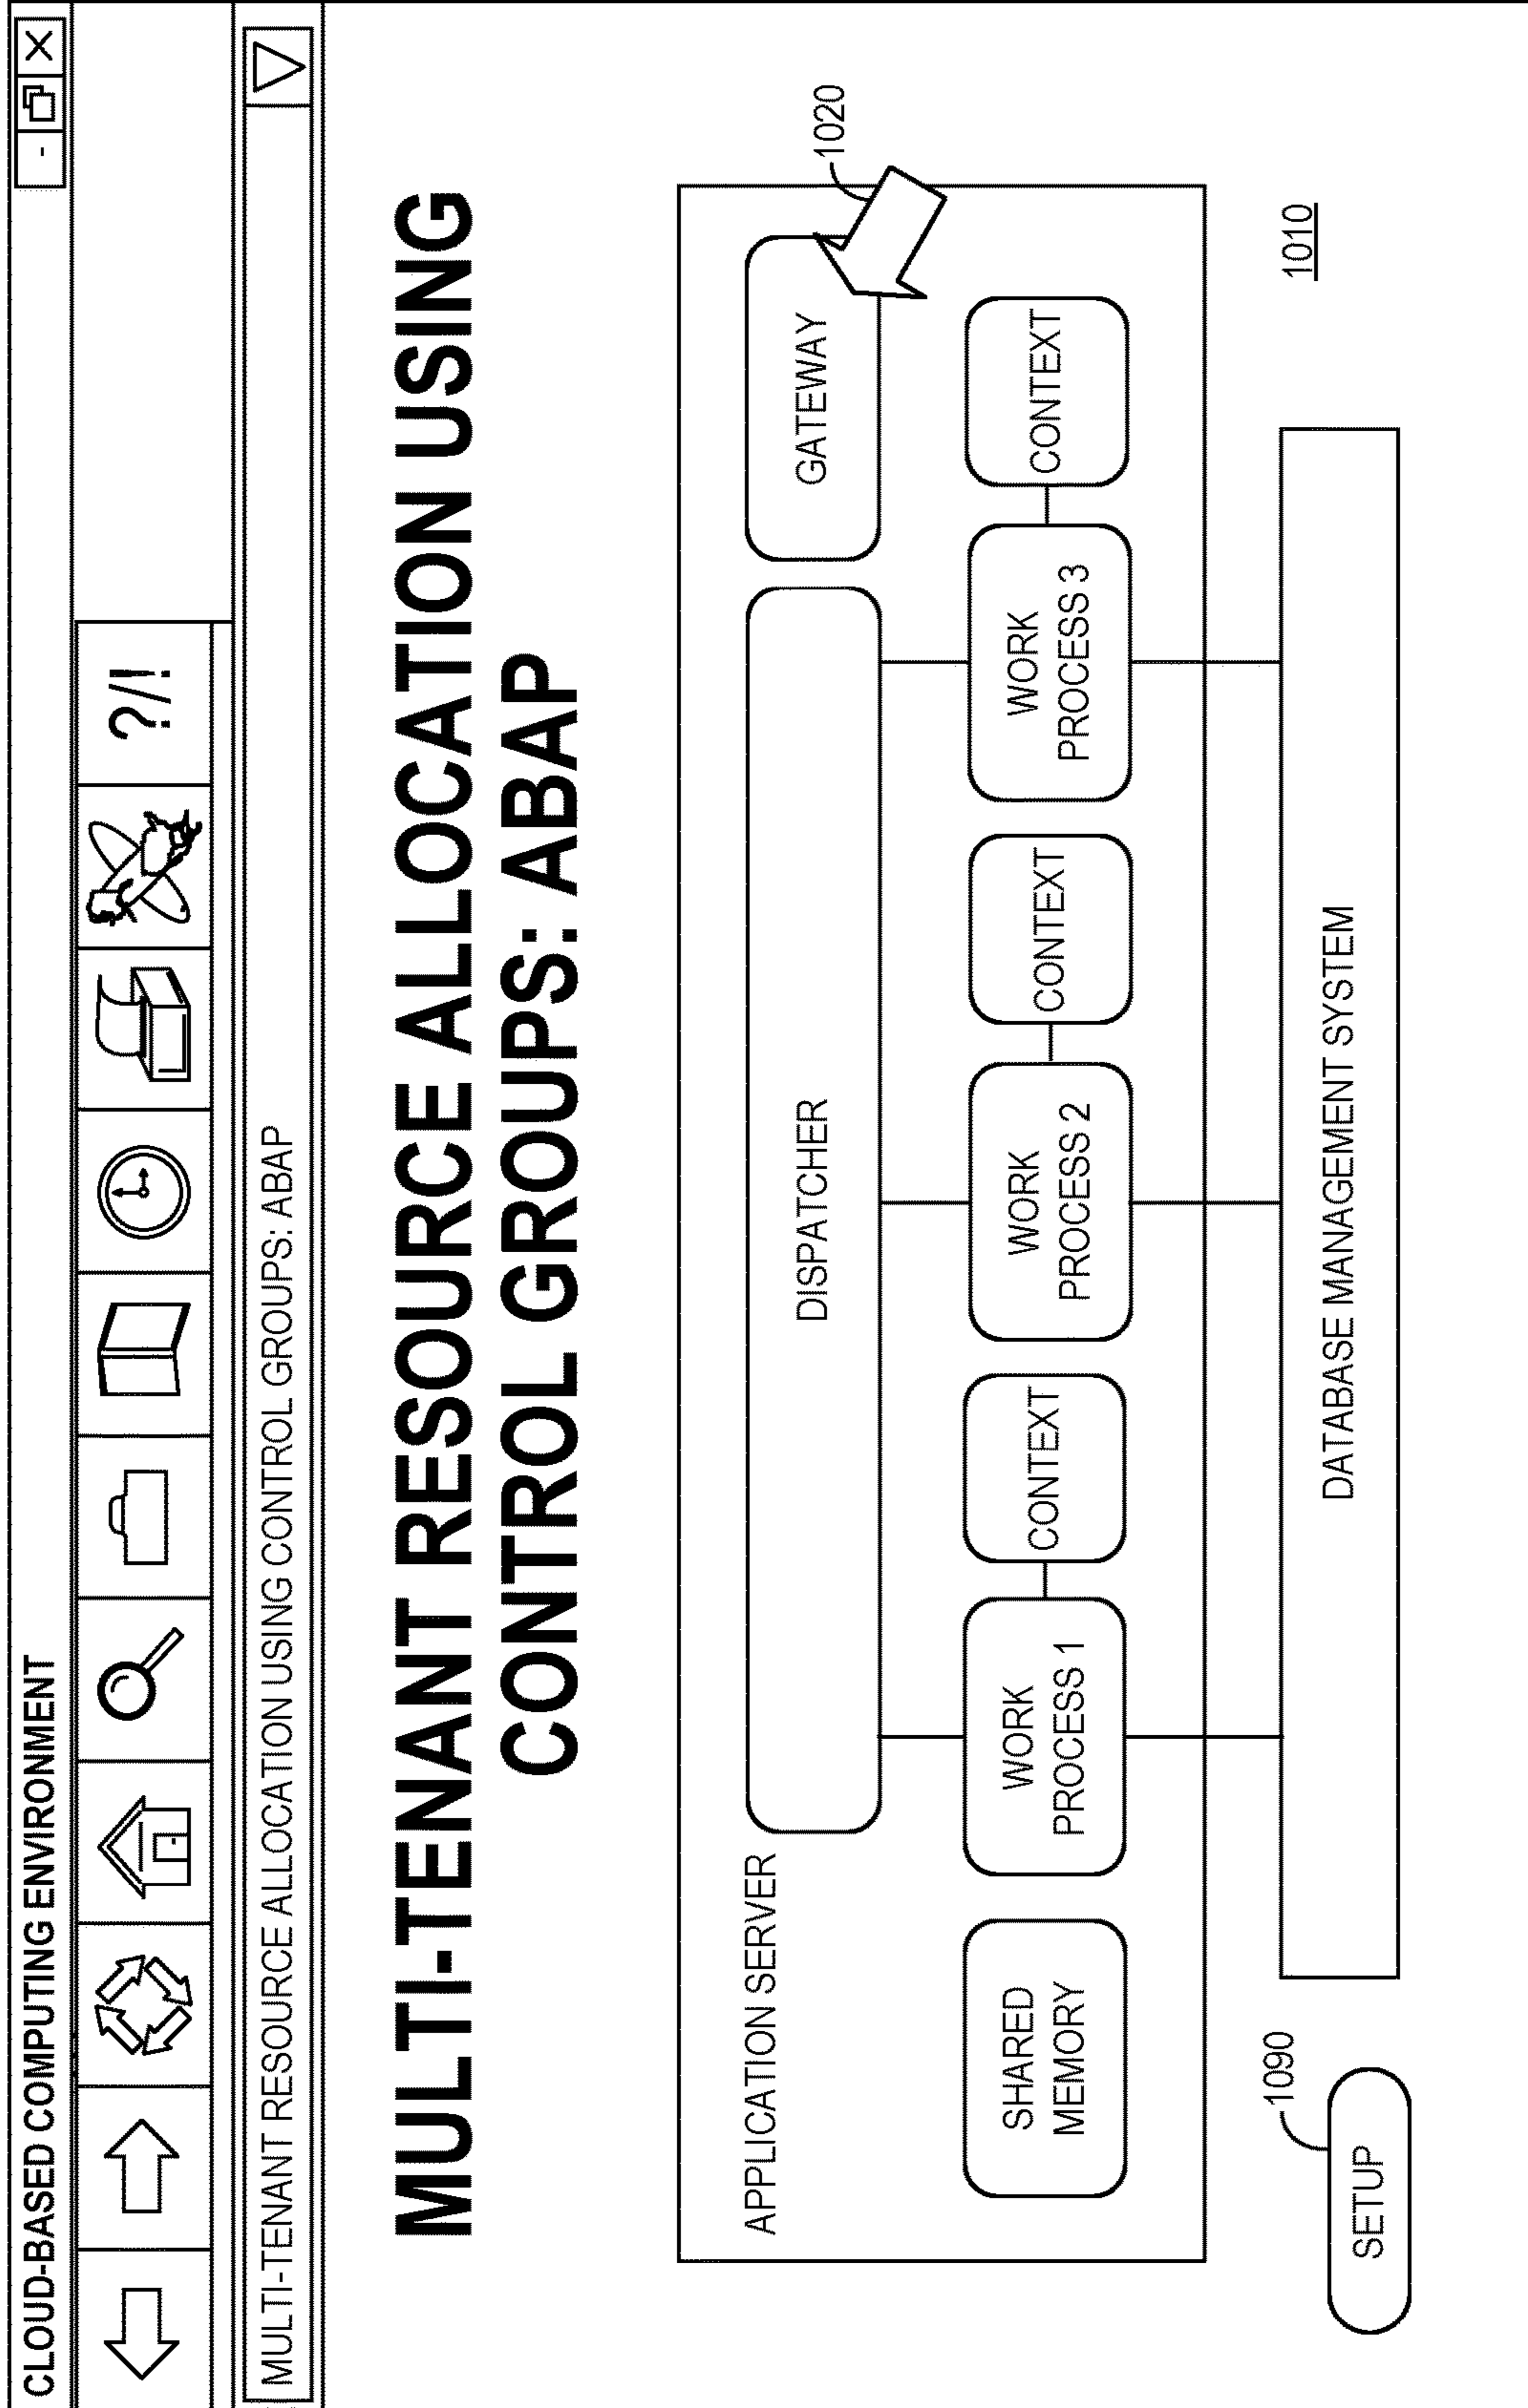 CLOUD-BASED COMPUTING ENVIRONMENT
- X
?/!
MULTI-TENANT RESOURCE ALLOCATION USING CONTROL GROUPS: ABAP
MULTI-TENANT RESOURCE ALLOCATION USING
CONTROL GROUPS: ABAP
1020
APPLICATION SERVER
DISPATCHER
GATEWAY
SHARED
MEMORY
WORK
PROCESS 1
CONTEXT
WORK
PROCESS 2
CONTEXT
WORK
PROCESS 3
CONTEXT
1010
DATABASE MANAGEMENT SYSTEM
1090
SETUP